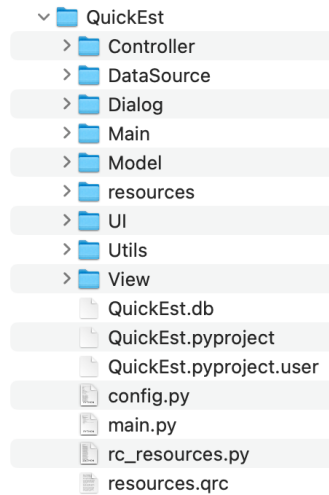 QuickEst
Controller
DataSource
Dialog
Main
Model
resources
UI
Utils
View
QuickEst.db
QuickEst.pyproject
QuickEst.pyproject.user
config.py
main.py
rc_resources.py
resources.qrc